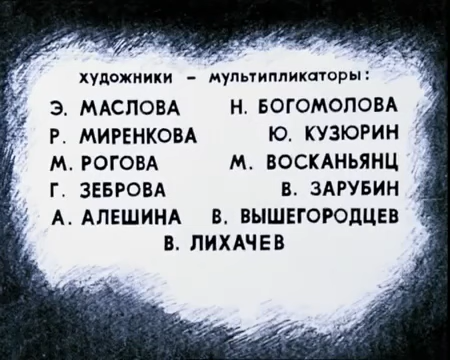 художники – мультипликаторы:
Э. МАСЛОВА Н. БОГОМОЛОВА
Р. МИРЕНКОВА Ю. КУЗЮРИН
М. РОГОВА М. ВОСКАНЬЯНЦ
Г. ЗЕБРОВА В. ЗАРУБИН
А. АЛЕШИНА В. ВЫШЕГОРОДЦЕВ
В. ЛИХАЧЕВ